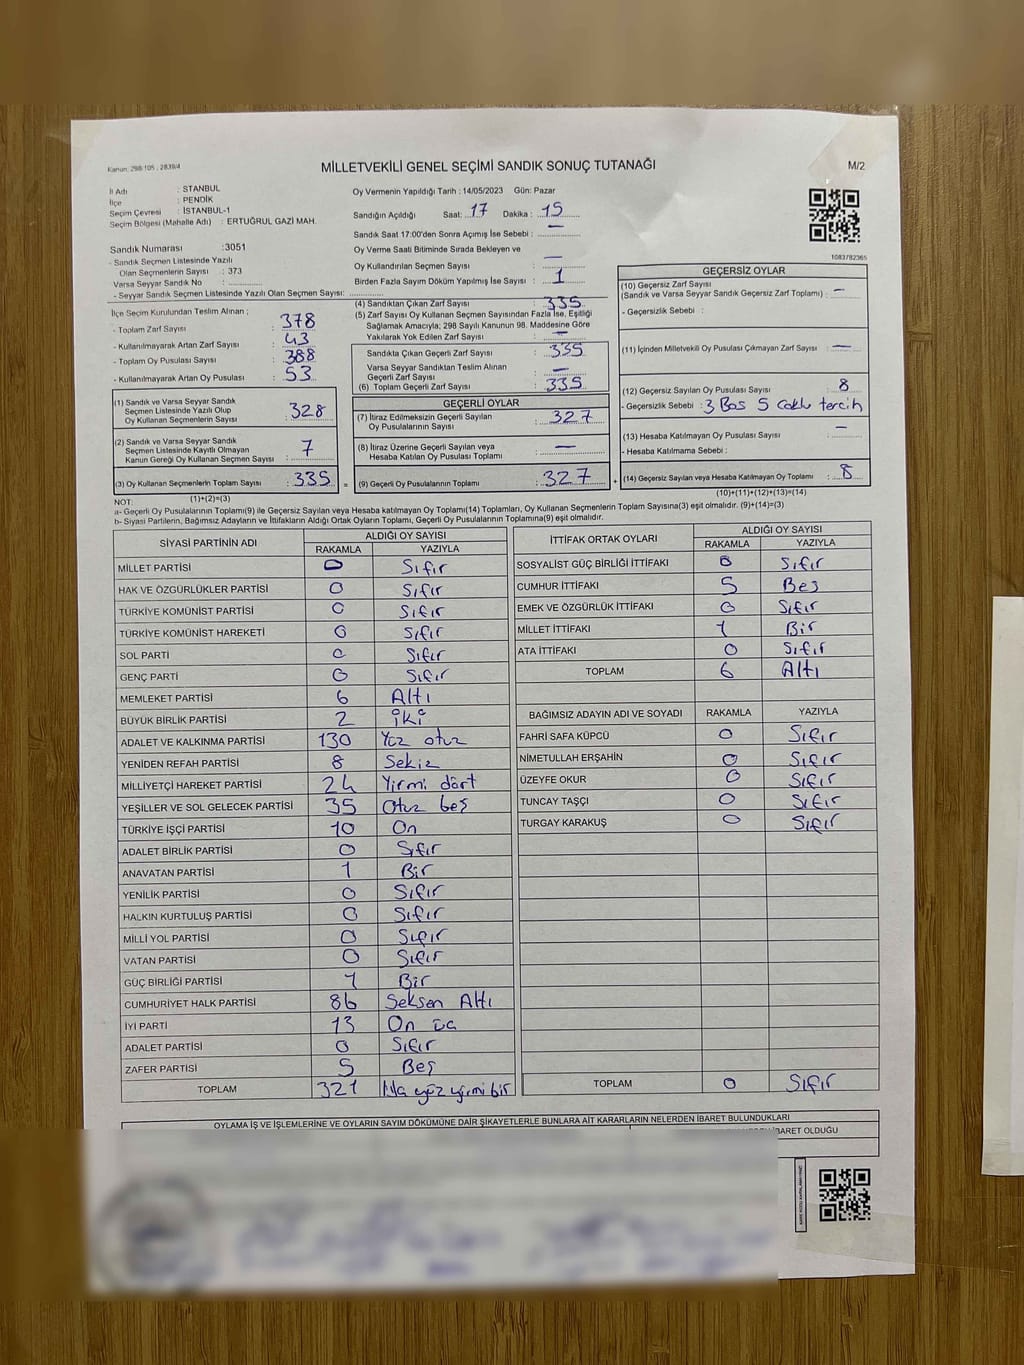 Kanun: 298/105 , 2839/4
MİLLETVEKİLİ GENEL SEÇİMİ SANDIK SONUÇ TUTANAĞI
M/2
İl Adı : STANBUL
İlçe : PENDİK
Seçim Çevresi : İSTANBUL-1
Seçim Bölgesi (Mahalle Adı) : ERTUĞRUL GAZİ MAH.
Sandık Numarası :3051
- Sandık Seçmen Listesinde Yazılı
Olan Seçmenlerin Sayısı : 373
Varsa Seyyar Sandık No :
- Seyyar Sandık Seçmen Listesinde Yazılı Olan Seçmen Sayısı:
Oy Vermenin Yapıldığı Tarih : 14/05/2023 Gün: Pazar
Sandığın Açıldığı Saat: 17 Dakika : 15
Sandık Saat 17:00'den Sonra Açımış İse Sebebi : —
Oy Verme Saati Bitiminde Sırada Bekleyen ve
Oy Kullandırılan Seçmen Sayısı —
Birden Fazla Sayım Döküm Yapılmış İse Sayısı : 1
1083782365
İlçe Seçim Kurulundan Teslim Alınan ;
- Toplam Zarf Sayısı : 378
- Kullanılmayarak Artan Zarf Sayısı : 43
- Toplam Oy Pusulası Sayısı : 388
- Kullanılmayarak Artan Oy Pusulası : 53
(1) Sandık ve Varsa Seyyar Sandık
Seçmen Listesinde Yazılı Olup
Oy Kullanan Seçmenlerin Sayısı : 328
(2) Sandık ve Varsa Seyyar Sandık
Seçmen Listesinde Kayıtlı Olmayan
Kanun Gereği Oy Kullanan Seçmen Sayısı : 7
(3) Oy Kullanan Seçmenlerin Toplam Sayısı : 335 =
(1)+(2)=(3)
(4) Sandıktan Çıkan Zarf Sayısı : 335
(5) Zarf Sayısı Oy Kullanan Seçmen Sayısından Fazla İse, Eşitliği
Sağlamak Amacıyla; 298 Sayılı Kanunun 98. Maddesine Göre
Yakılarak Yok Edilen Zarf Sayısı : —
Sandıkta Çıkan Geçerli Zarf Sayısı : 335
Varsa Seyyar Sandıktan Teslim Alınan
Geçerli Zarf Sayısı : —
(6) Toplam Geçerli Zarf Sayısı : 335
GEÇERLİ OYLAR
(7) İtiraz Edilmeksizin Geçerli Sayılan
Oy Pusulalarının Sayısı : 327
(8) İtiraz Üzerine Geçerli Sayılan veya
Hesaba Katılan Oy Pusulası Toplamı : —
(9) Geçerli Oy Pusulalarının Toplamı : 327 +
GEÇERSİZ OYLAR
(10) Geçersiz Zarf Sayısı
(Sandık ve Varsa Seyyar Sandık Geçersiz Zarf Toplamı) : —
- Geçersizlik Sebebi :
(11) İçinden Milletvekili Oy Pusulası Çıkmayan Zarf Sayısı : —
(12) Geçersiz Sayılan Oy Pusulası Sayısı : 8
- Geçersizlik Sebebi : 3 Bos 5 Coklu tercih
(13) Hesaba Katılmayan Oy Pusulası Sayısı : —
- Hesaba Katılmama Sebebi :
(14) Geçersiz Sayılan veya Hesaba Katılmayan Oy Toplamı : 8
(10)+(11)+(12)+(13)=(14)
NOT:
a- Geçerli Oy Pusulalarının Toplamı(9) ile Geçersiz Sayılan veya Hesaba Katılmayan Oy Toplamı(14) Toplamları, Oy Kullanan Seçmenlerin Toplam Sayısına(3) eşit olmalıdır. (9)+(14)=(3)
b- Siyasi Partilerin, Bağımsız Adayların ve İttifakların Aldığı Ortak Oyların Toplamı, Geçerli Oy Pusulalarının Toplamına(9) eşit olmalıdır.
SİYASİ PARTİNİN ADI ALDIĞI OY SAYISI
RAKAMLA YAZIYLA
MİLLET PARTİSİ 0 Sıfır
HAK VE ÖZGÜRLÜKLER PARTİSİ 0 Sıfır
TÜRKİYE KOMÜNİST PARTİSİ 0 Sıfır
TÜRKİYE KOMÜNİST HAREKETİ 0 Sıfır
SOL PARTİ 0 Sıfır
GENÇ PARTİ 0 Sıfır
MEMLEKET PARTİSİ 6 Altı
BÜYÜK BİRLİK PARTİSİ 2 iki
ADALET VE KALKINMA PARTİSİ 130 Yüz otuz
YENİDEN REFAH PARTİSİ 8 Sekiz
MİLLİYETÇİ HAREKET PARTİSİ 24 Yirmi dört
YEŞİLLER VE SOL GELECEK PARTİSİ 35 Otuz beş
TÜRKİYE İŞÇİ PARTİSİ 10 On
ADALET BİRLİK PARTİSİ 0 Sıfır
ANAVATAN PARTİSİ 1 Bir
YENİLİK PARTİSİ 0 Sıfır
HALKIN KURTULUŞ PARTİSİ 0 Sıfır
MİLLİ YOL PARTİSİ 0 Sıfır
VATAN PARTİSİ 0 Sıfır
GÜÇ BİRLİĞİ PARTİSİ 1 Bir
CUMHURİYET HALK PARTİSİ 86 Seksen Altı
İYİ PARTİ 13 On üç
ADALET PARTİSİ 0 Sıfır
ZAFER PARTİSİ 5 Beş
TOPLAM 321 yüz yirmi bir
İTTİFAK ORTAK OYLARI ALDIĞI OY SAYISI
RAKAMLA YAZIYLA
SOSYALİST GÜÇ BİRLİĞİ İTTİFAKI 0 Sıfır
CUMHUR İTTİFAKI 5 Beş
EMEK VE ÖZGÜRLÜK İTTİFAKI 0 Sıfır
MİLLET İTTİFAKI 1 Bir
ATA İTTİFAKI 0 Sıfır
TOPLAM 6 Altı
BAĞIMSIZ ADAYIN ADI VE SOYADI RAKAMLA YAZIYLA
FAHRİ SAFA KÜPCÜ 0 Sıfır
NİMETULLAH ERŞAHİN 0 Sıfır
ÜZEYFE OKUR 0 Sıfır
TUNCAY TAŞÇI 0 Sıfır
TURGAY KARAKUŞ 0 Sıfır
TOPLAM 0 Sıfır
OYLAMA İŞ VE İŞLEMLERİNE VE OYLARIN SAYIM DÖKÜMÜNE DAİR ŞİKAYETLERLE BUNLARA AİT KARARLARIN NELERDEN İBARET BULUNDUKLARI
İBARET OLDUĞU